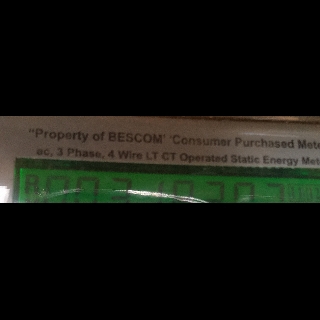 "Property of BESCOM' 'Consumer Purchased Mete
ac, 3 Phase, 4 Wire LT CT Operated Static Energy Met